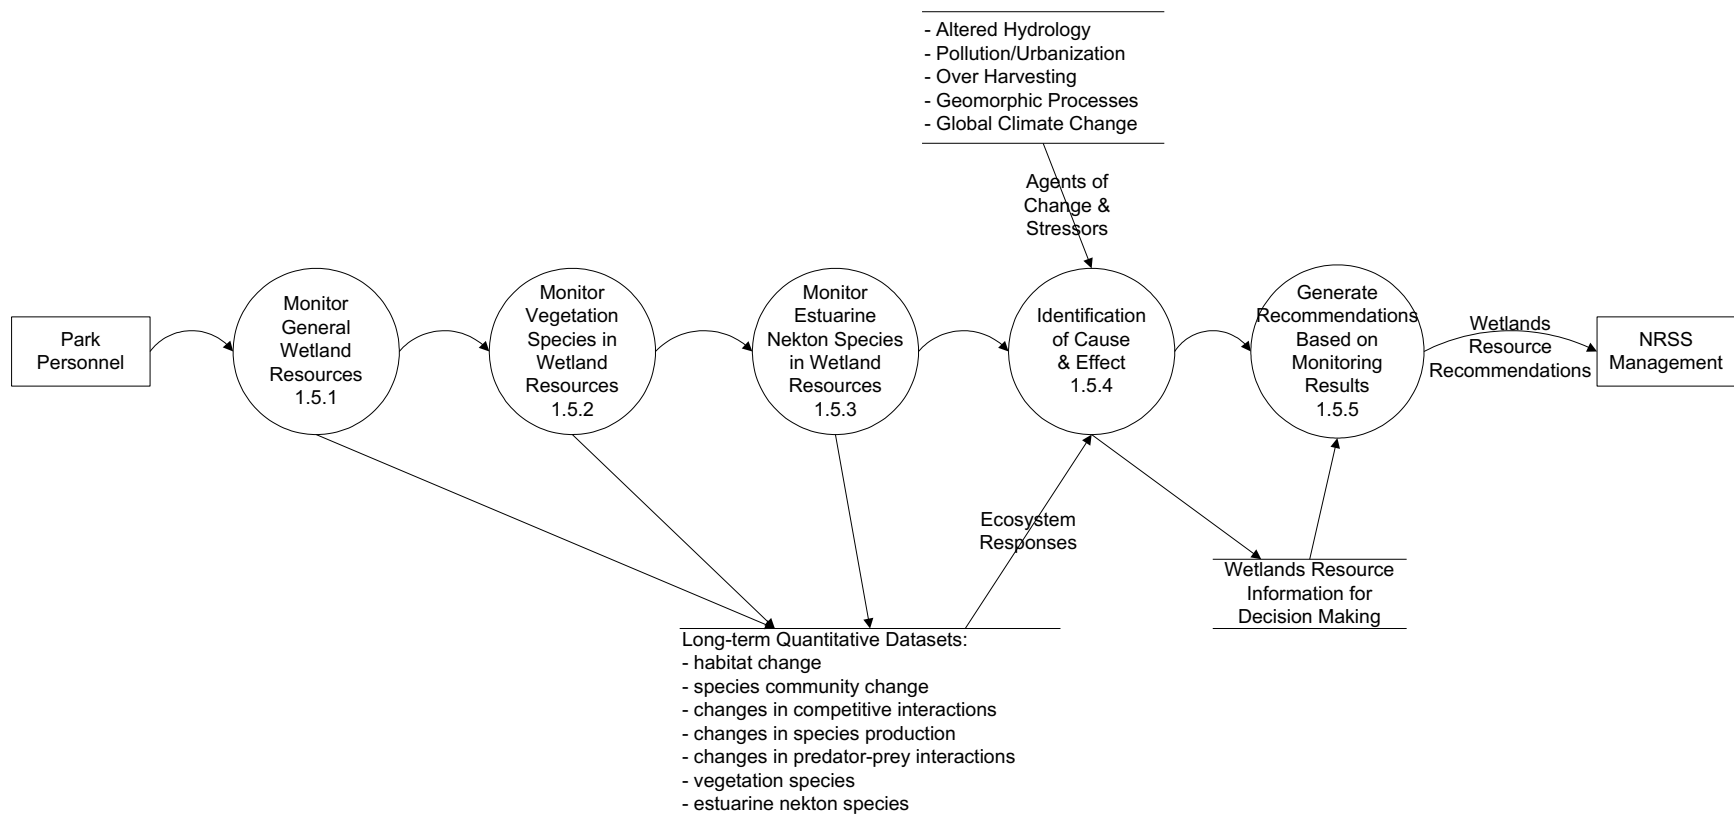 - Altered Hydrology
- Pollution/Urbanization
- Over Harvesting
- Geomorphic Processes
- Global Climate Change
Agents of
Change &
Stressors
Park
Personnel
Monitor
General
Wetland
Resources
1.5.1
Monitor
Vegetation
Species in
Wetland
Resources
1.5.2
Monitor
Estuarine
Nekton Species
in Wetland
Resources
1.5.3
Identification
of Cause
& Effect
1.5.4
Generate
Recommendations
Based on
Monitoring
Results
1.5.5
Wetlands
Resource
Recommendations
NRSS
Management
Ecosystem
Responses
Wetlands Resource
Information for
Decision Making
Long-term Quantitative Datasets:
- habitat change
- species community change
- changes in competitive interactions
- changes in species production
- changes in predator-prey interactions
- vegetation species
- estuarine nekton species